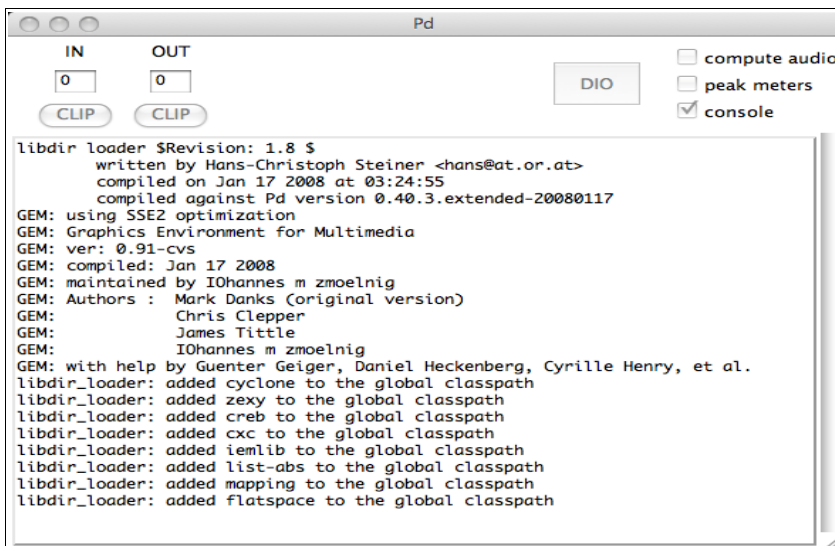 Pd
IN OUT
0 0
CLIP CLIP
DIO
compute audio
peak meters
console
libdir loader $Revision: 1.8 $
written by Hans-Christoph Steiner <hans@at.or.at>
compiled on Jan 17 2008 at 03:24:55
compiled against Pd version 0.40.3.extended-20080117
GEM: using SSE2 optimization
GEM: Graphics Environment for Multimedia
GEM: ver: 0.91-cvs
GEM: compiled: Jan 17 2008
GEM: maintained by IOhannes m zmoelnig
GEM: Authors :  Mark Danks (original version)
GEM:            Chris Clepper
GEM:            James Tittle
GEM:            IOhannes m zmoelnig
GEM: with help by Guenter Geiger, Daniel Heckenberg, Cyrille Henry, et al.
libdir_loader: added cyclone to the global classpath
libdir_loader: added zexy to the global classpath
libdir_loader: added creb to the global classpath
libdir_loader: added cxc to the global classpath
libdir_loader: added iemlib to the global classpath
libdir_loader: added list-abs to the global classpath
libdir_loader: added mapping to the global classpath
libdir_loader: added flatspace to the global classpath